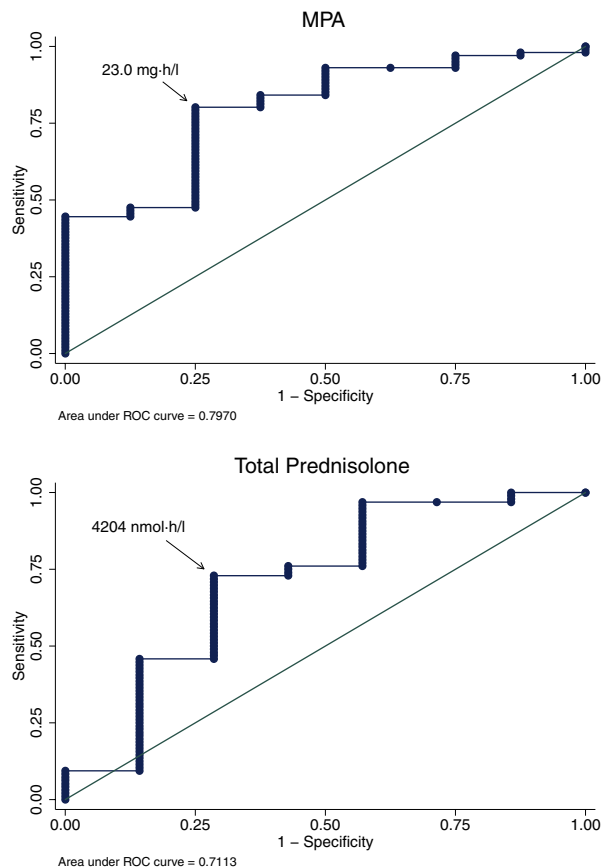 MPA
1.00
0.75
0.50
0.25
0.00
Sensitivity
23.0 mg·h/l
0.00 0.25 0.50 0.75 1.00
1 − Specificity
Area under ROC curve = 0.7970
Total Prednisolone
1.00
0.75
0.50
0.25
0.00
Sensitivity
4204 nmol·h/l
0.00 0.25 0.50 0.75 1.00
1 − Specificity
Area under ROC curve = 0.7113